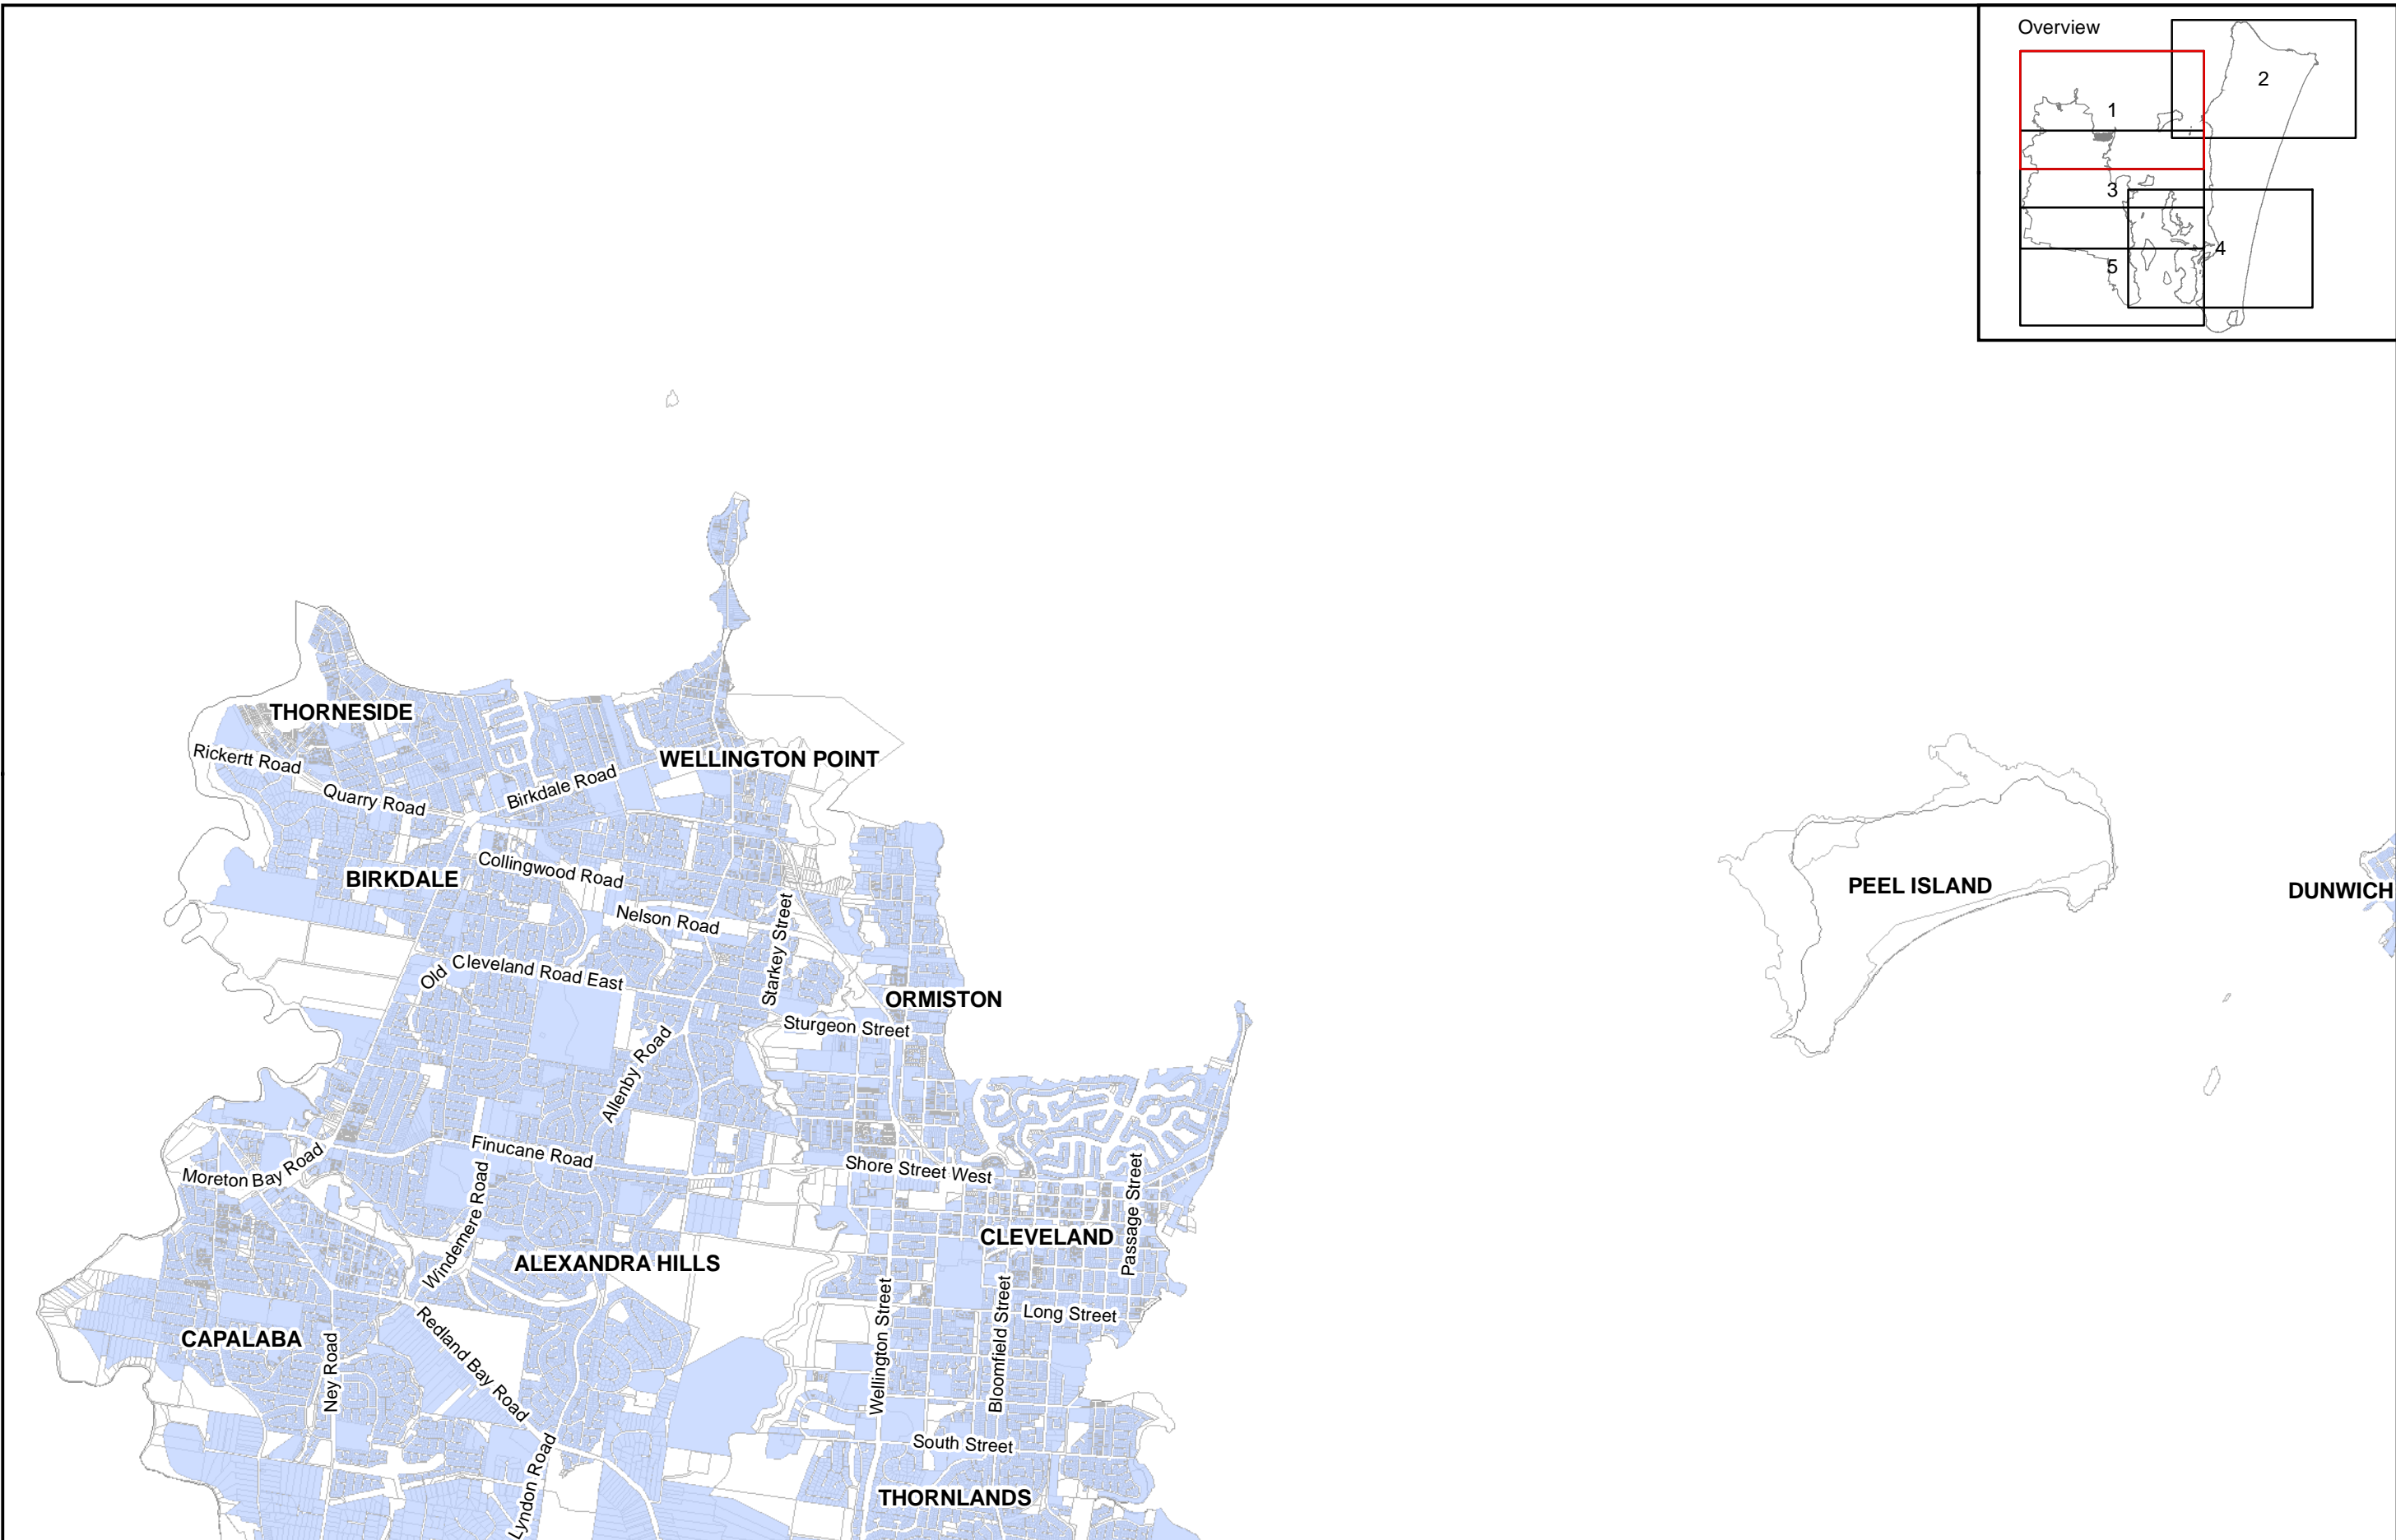 Overview
2
1
3
4
5
THORNESIDE
WELLINGTON POINT
Rickertt Road
Quarry Road
Birkdale Road
Collingwood Road
BIRKDALE
PEEL ISLAND
DUNWICH
Nelson Road
Starkey Street
Old Cleveland Road East
ORMISTON
Sturgeon Street
Allenby Road
Finucane Road
Moreton Bay Road
Shore Street West
Windemere Road
Passage Street
CLEVELAND
ALEXANDRA HILLS
Long Street
Wellington Street
Bloomfield Street
CAPALABA
Ney Road
Redland Bay Road
South Street
Lyndon Road
THORNLANDS